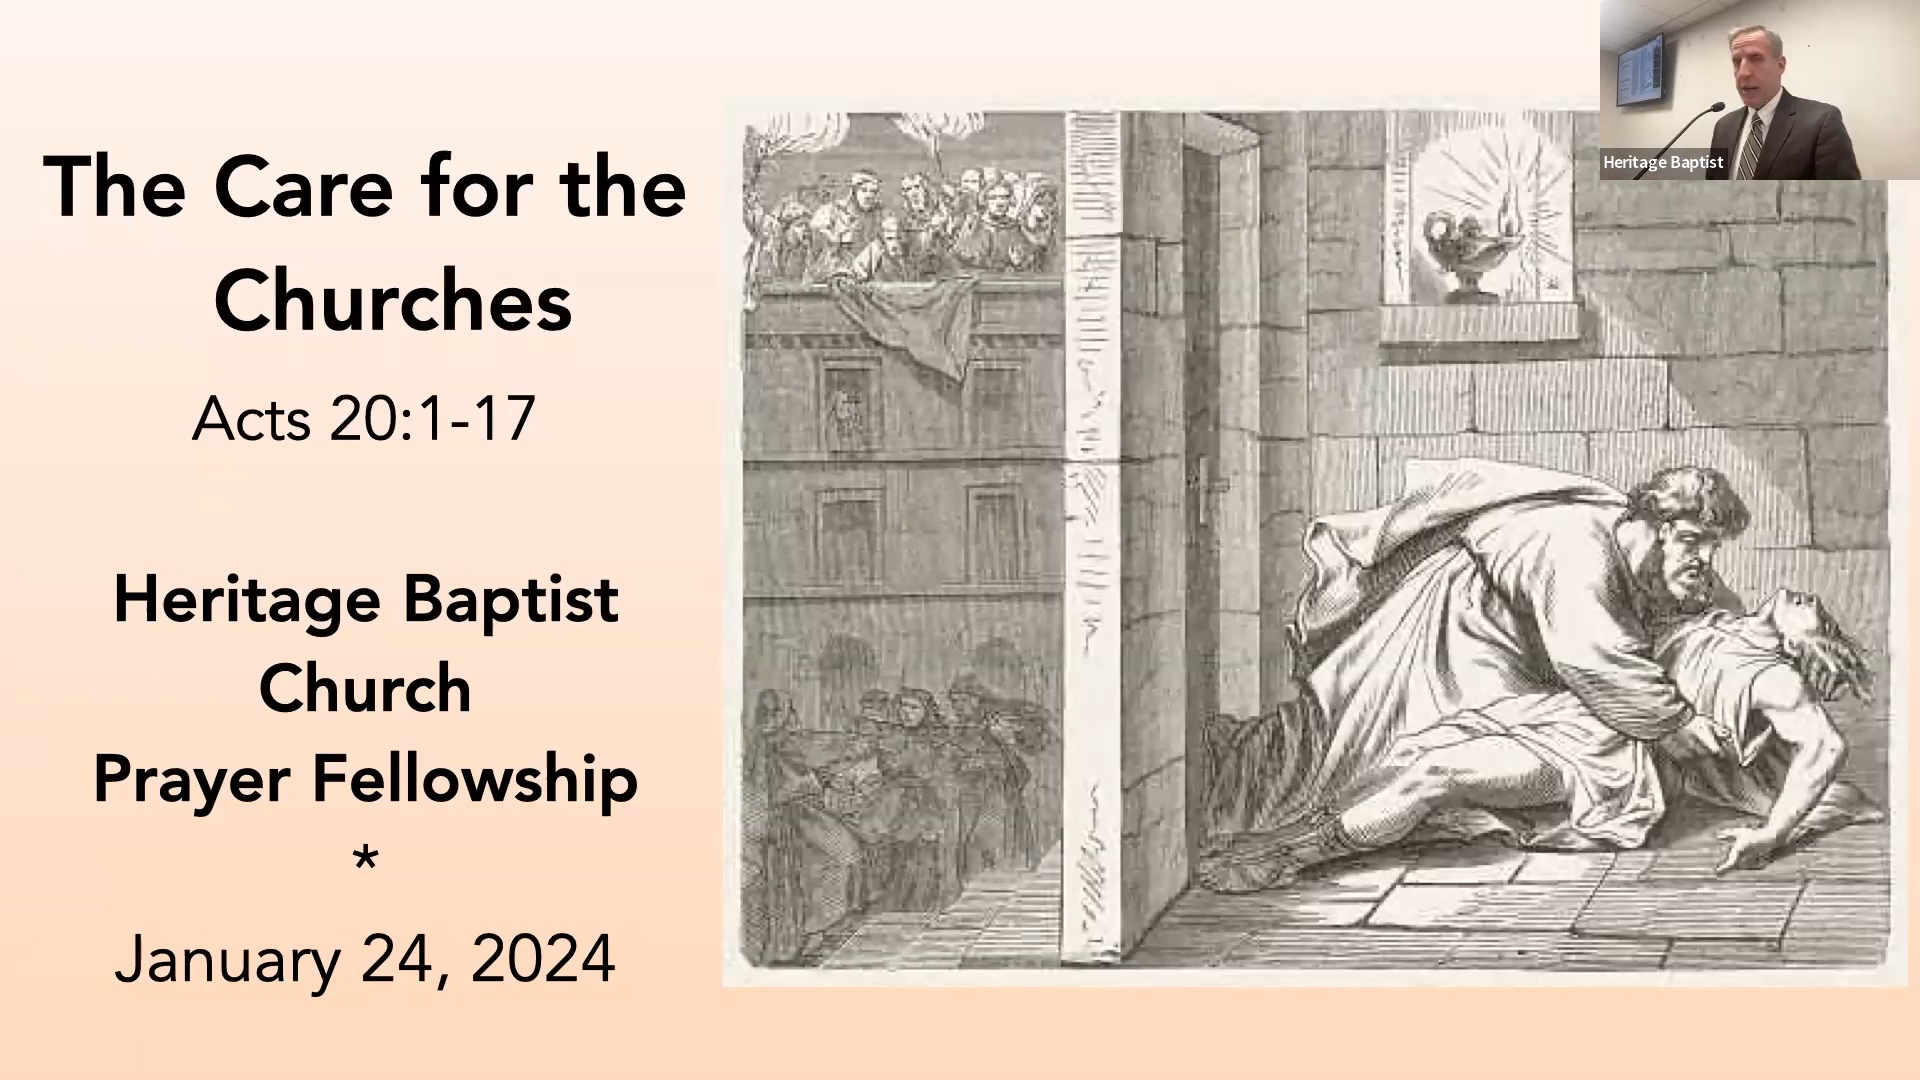 The Care for the
Churches
Acts 20:1-17
Heritage Baptist
Church
Prayer Fellowship
*
January 24, 2024
Heritage Baptist